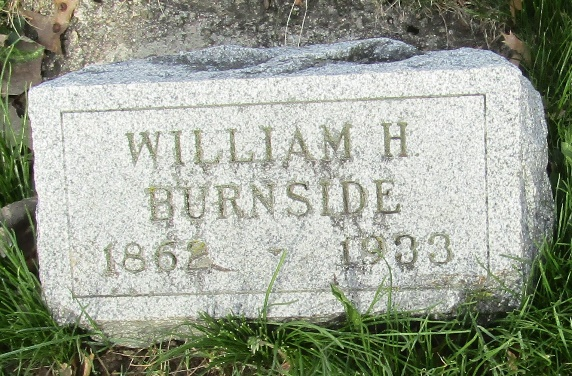 WILLIAM H.
BURNSIDE
1862 - 1933